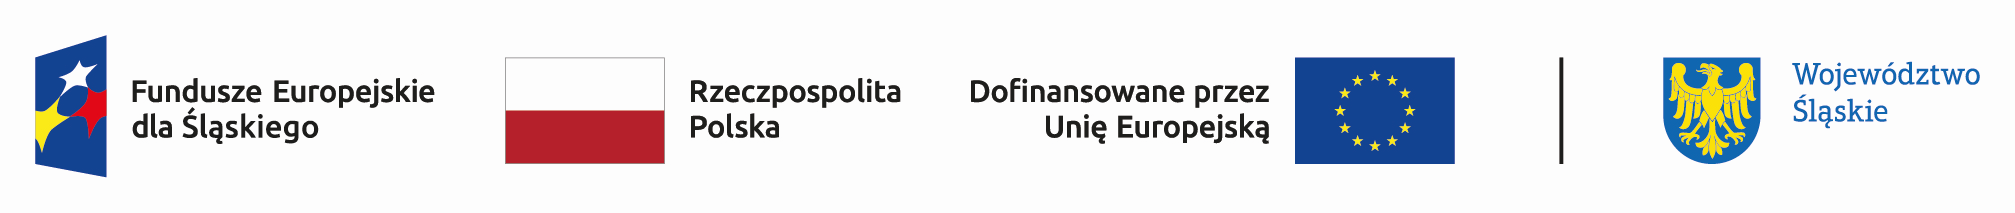 Fundusze Europejskie
dla Śląskiego
Rzeczpospolita
Polska
Dofinansowane przez
Unię Europejską
Województwo
Śląskie